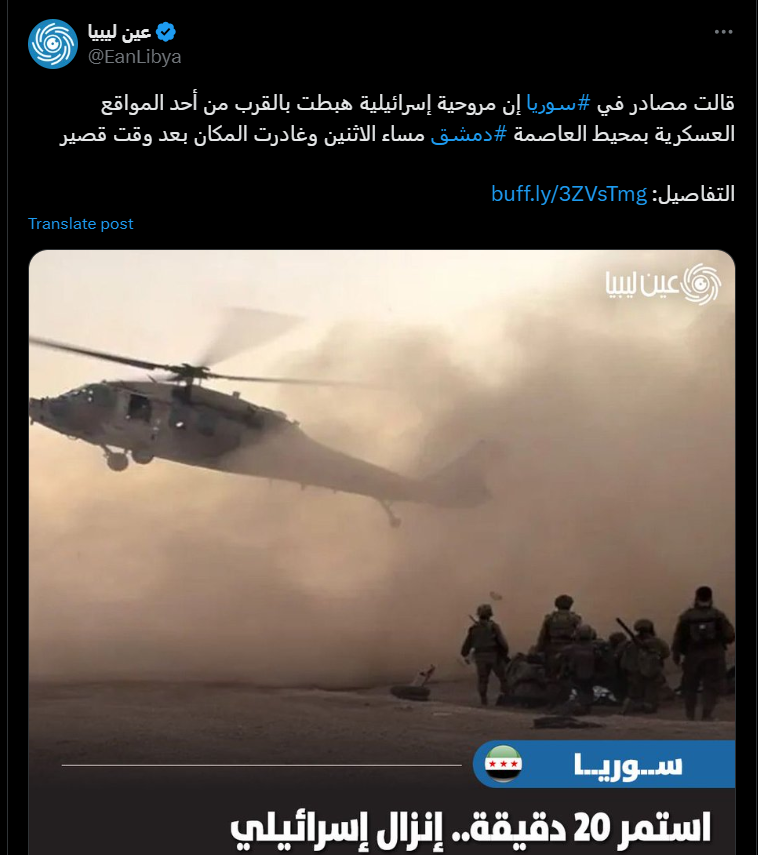 عين ليبيا
@EanLibya
قالت مصادر في #سوريا إن مروحية إسرائيلية هبطت بالقرب من أحد المواقع
العسكرية بمحيط العاصمة #دمشق مساء الاثنين وغادرت المكان بعد وقت قصير
التفاصيل: buff.ly/3ZVsTmg
Translate post
عين ليبيا
سـوريـا
استمر 20 دقيقة.. إنزال إسرائيلي